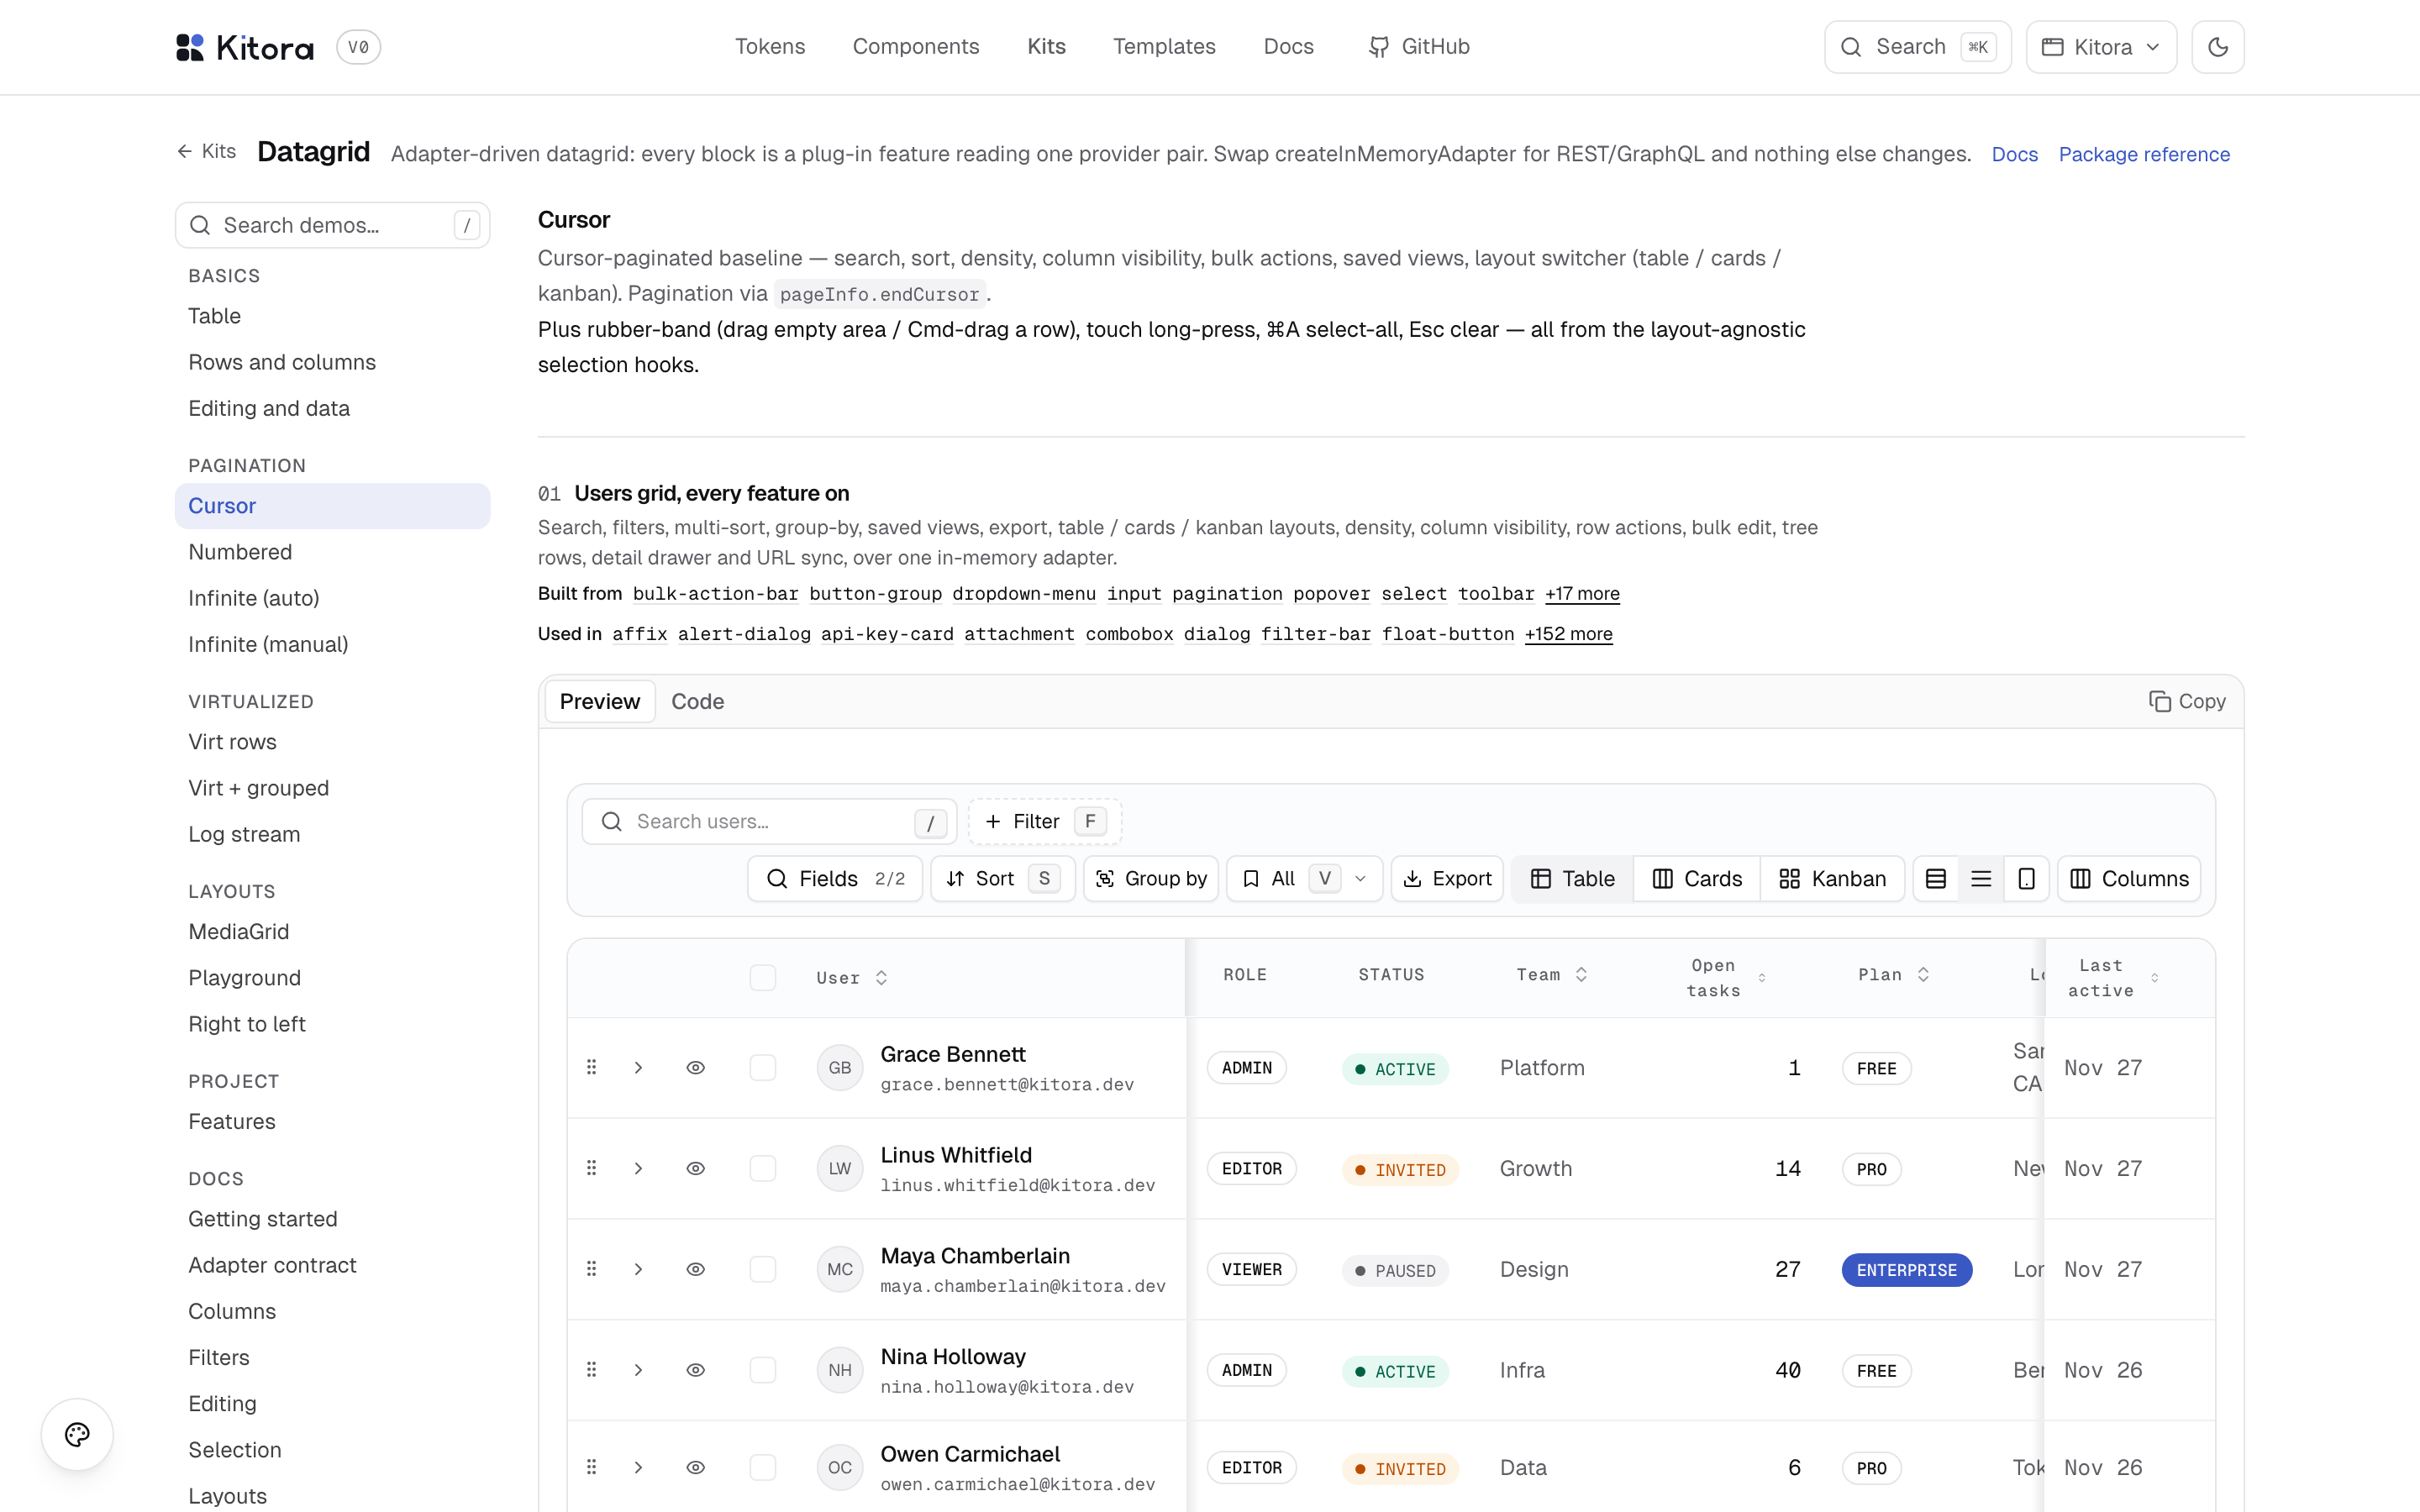 Kitora V0 Tokens Components Kits Templates Docs GitHub Search ⌘K Kitora
Kits Datagrid Adapter-driven datagrid: every block is a plug-in feature reading one provider pair. Swap createInMemoryAdapter for REST/GraphQL and nothing else changes. Docs Package reference
Search demos... /
BASICS
Table
Rows and columns
Editing and data
PAGINATION
Cursor
Numbered
Infinite (auto)
Infinite (manual)
VIRTUALIZED
Virt rows
Virt + grouped
Log stream
LAYOUTS
MediaGrid
Playground
Right to left
PROJECT
Features
DOCS
Getting started
Adapter contract
Columns
Filters
Editing
Selection
Layouts
Cursor
Cursor-paginated baseline — search, sort, density, column visibility, bulk actions, saved views, layout switcher (table / cards /
kanban). Pagination via pageInfo.endCursor.
Plus rubber-band (drag empty area / Cmd-drag a row), touch long-press, ⌘A select-all, Esc clear — all from the layout-agnostic
selection hooks.
01 Users grid, every feature on
Search, filters, multi-sort, group-by, saved views, export, table / cards / kanban layouts, density, column visibility, row actions, bulk edit, tree
rows, detail drawer and URL sync, over one in-memory adapter.
Built from bulk-action-bar button-group dropdown-menu input pagination popover select toolbar +17 more
Used in affix alert-dialog api-key-card attachment combobox dialog filter-bar float-button +152 more
Preview Code Copy
Search users... / Filter F
Fields 2/2 Sort S Group by All V Export Table Cards Kanban Columns
User ROLE STATUS Team Open tasks Plan Last active
GB Grace Bennett grace.bennett@kitora.dev ADMIN ACTIVE Platform 1 FREE CA Nov 27
LW Linus Whitfield linus.whitfield@kitora.dev EDITOR INVITED Growth 14 PRO Nov 27
MC Maya Chamberlain maya.chamberlain@kitora.dev VIEWER PAUSED Design 27 ENTERPRISE Nov 27
NH Nina Holloway nina.holloway@kitora.dev ADMIN ACTIVE Infra 40 FREE Nov 26
OC Owen Carmichael owen.carmichael@kitora.dev EDITOR INVITED Data 6 PRO Nov 26